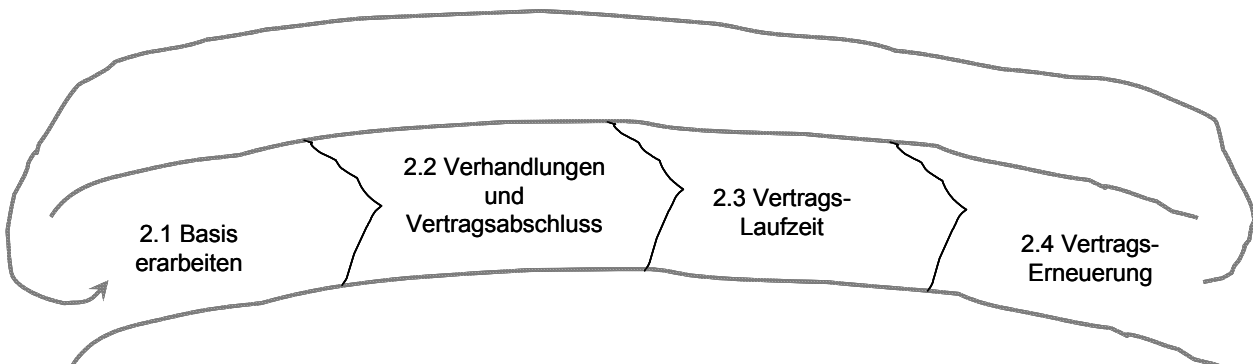 2.1 Basis
erarbeiten
2.2 Verhandlungen
und
Vertragsabschluss
2.3 Vertrags-
Laufzeit
2.4 Vertrags-
Erneuerung